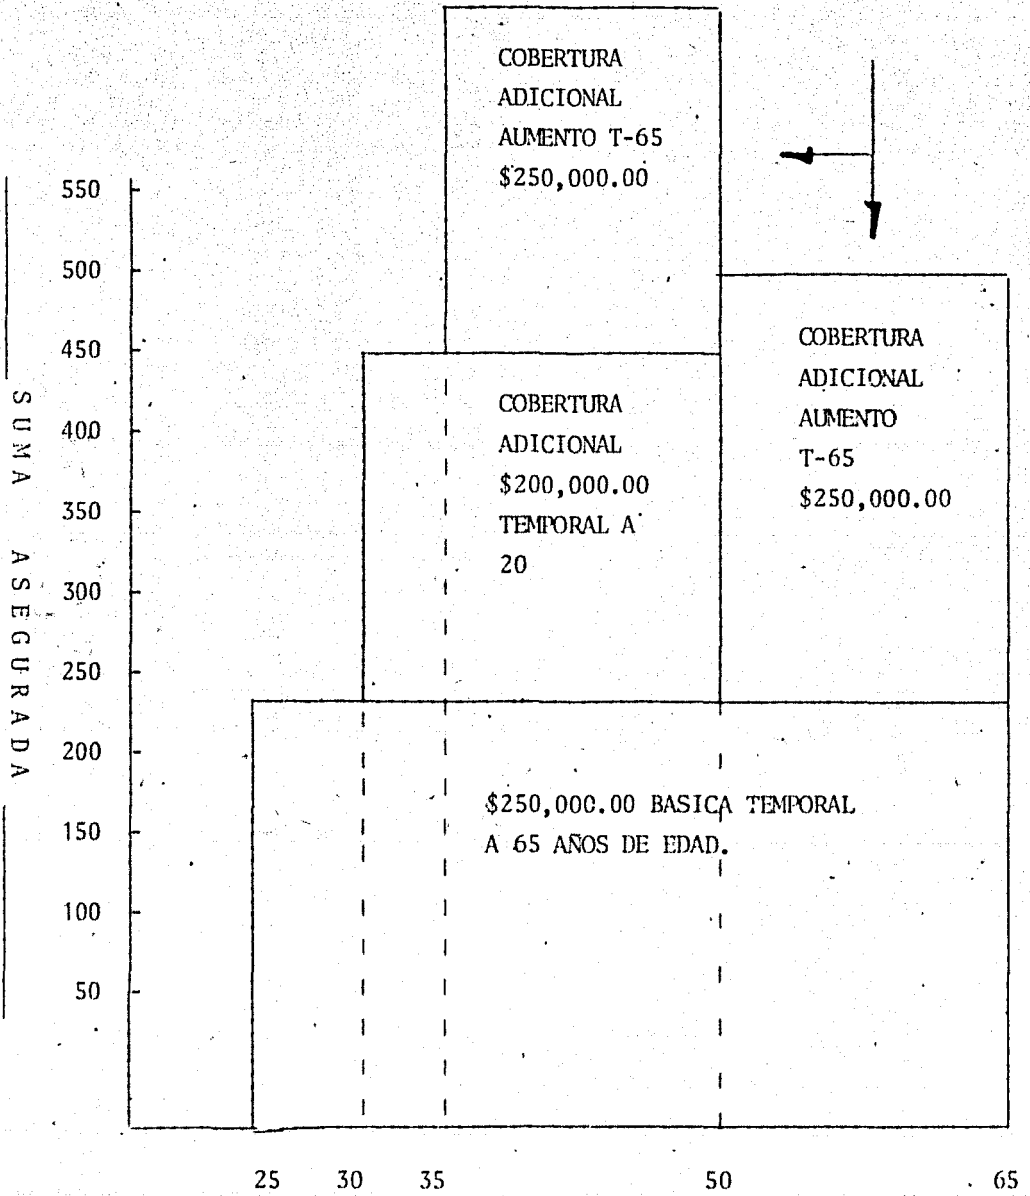 COBERTURA
ADICIONAL
AUMENTO T-65
$250,000.00
550
500
450
400
350
300
250
200
150
100
50
SUMA ASEGURADA
COBERTURA
ADICIONAL
$200,000.00
TEMPORAL A
20
COBERTURA
ADICIONAL
AUMENTO
T-65
$250,000.00
$250,000.00 BASICA TEMPORAL
A 65 AÑOS DE EDAD.
25 30 35 50 65